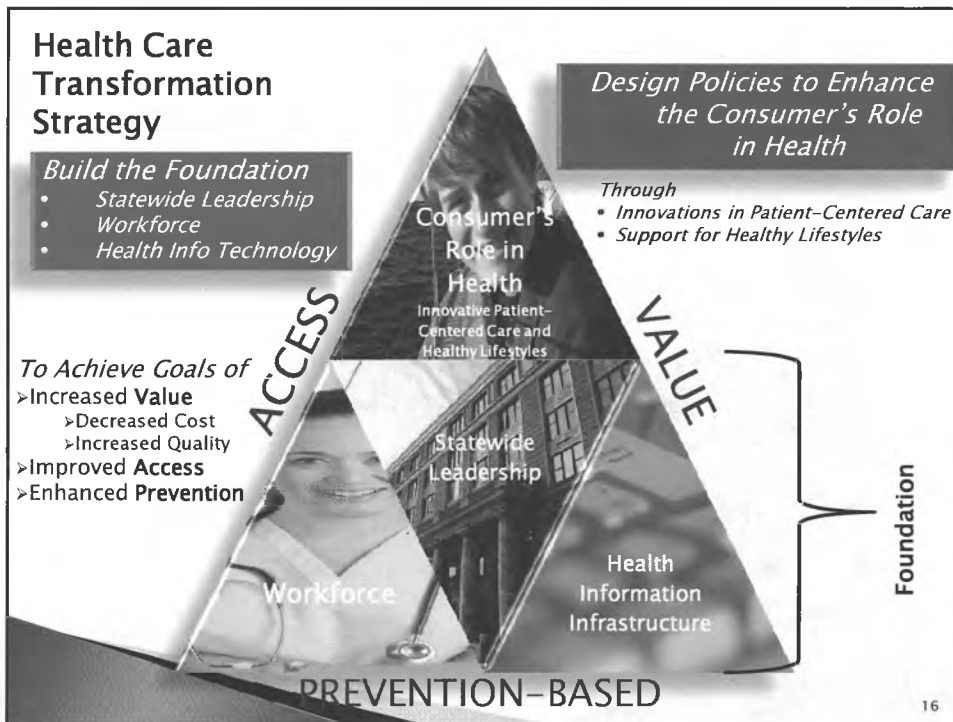 Health Care
Transformation
Strategy
Build the Foundation
• Statewide Leadership
• Workforce
• Health Info Technology
Design Policies to Enhance
the Consumer's Role
in Health
Through
• Innovations in Patient-Centered Care
• Support for Healthy Lifestyles
To Achieve Goals of
➢Increased Value
➢Decreased Cost
➢Increased Quality
➢Improved Access
➢Enhanced Prevention
ACCESS
VALUE
PREVENTION-BASED
Consumer's
Role in
Health
Innovative Patient-
Centered Care and
Healthy Lifestyles
Statewide
Leadership
Workforce
Health
Information
Infrastructure
Foundation
16